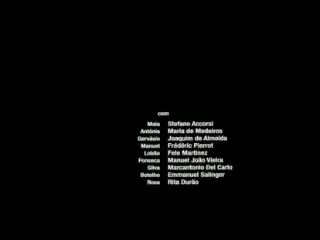 com
Maia Stefano Accorsi
Antónia Maria de Medeiros
Gervásio Joaquim de Almeida
Manuel Frédéric Pierrot
Lobão Fele Martínez
Fonseca Manuel João Vieira
Silva Marcantonio Del Carlo
Botelho Emmanuel Salinger
Rosa Rita Durão